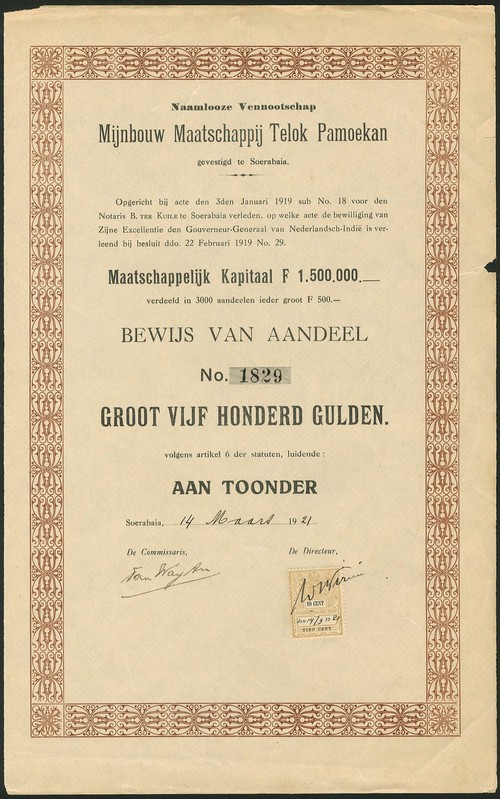 Naamlooze Vennootschap
Mijnbouw Maatschappij Telok Pamoekan
gevestigd te Soerabaia.
Opgericht bij acte den 3den Januari 1919 sub No. 18 voor den
Notaris B. TER KUILE te Soerabaia verleden, op welke acte de bewilliging van
Zijne Excellentie den Gouverneur-Generaal van Nederlandsch-Indië is ver-
leend bij besluit ddo. 22 Februari 1919 No. 29.
Maatschappelijk Kapitaal F 1.500.000.—
verdeeld in 3000 aandeelen ieder groot F 500.—
BEWIJS VAN AANDEEL
No. 1829
GROOT VIJF HONDERD GULDEN.
volgens artikel 6 der statuten, luidende :
AAN TOONDER
Soerabaia, 14 Maart 1921
De Commissaris, De Directeur,
10 CENT
den 14/3 1921
TIEN CENT